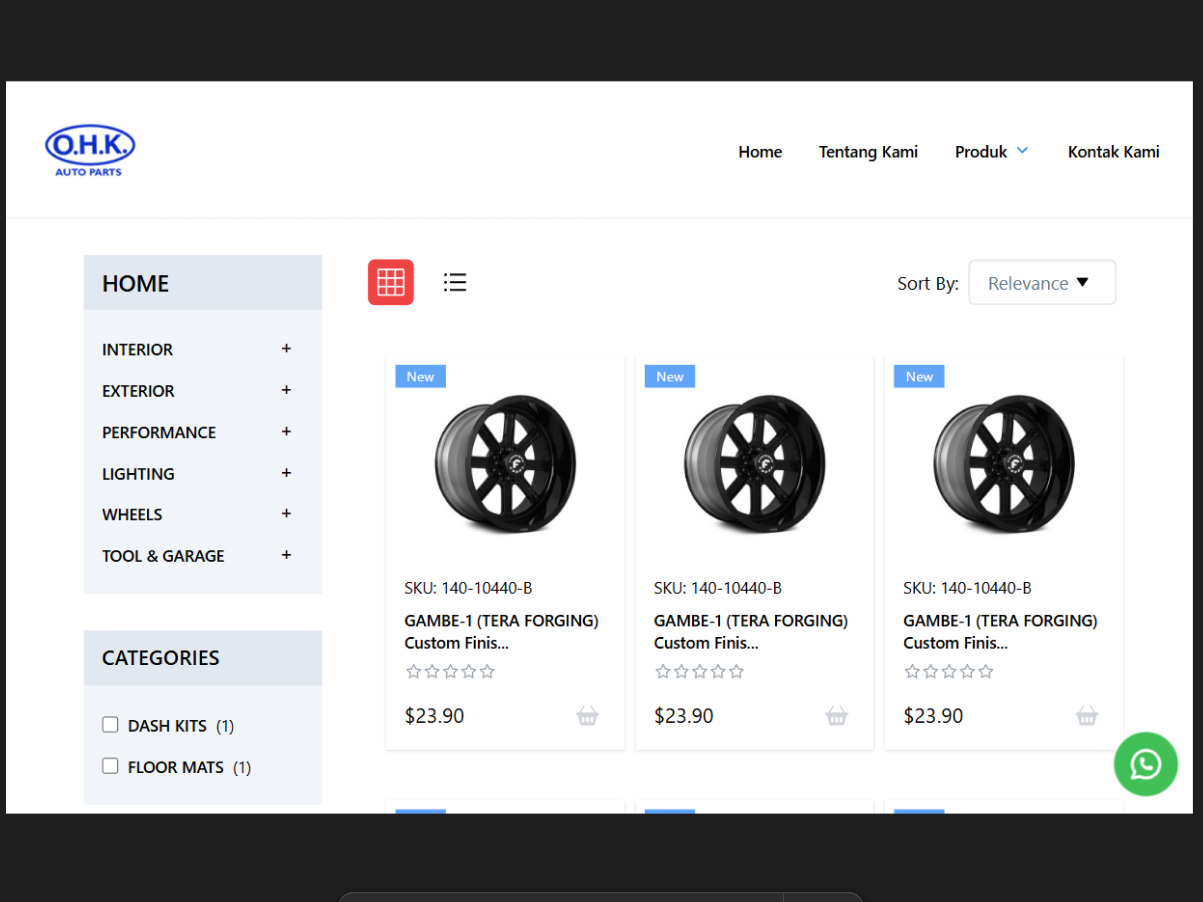 O.H.K.
AUTO PARTS
Home Tentang Kami Produk Kontak Kami
HOME
INTERIOR +
EXTERIOR +
PERFORMANCE +
LIGHTING +
WHEELS +
TOOL & GARAGE +
CATEGORIES
DASH KITS (1)
FLOOR MATS (1)
Sort By: Relevance
New
SKU: 140-10440-B
GAMBE-1 (TERA FORGING)
Custom Finis...
$23.90
New
SKU: 140-10440-B
GAMBE-1 (TERA FORGING)
Custom Finis...
$23.90
New
SKU: 140-10440-B
GAMBE-1 (TERA FORGING)
Custom Finis...
$23.90